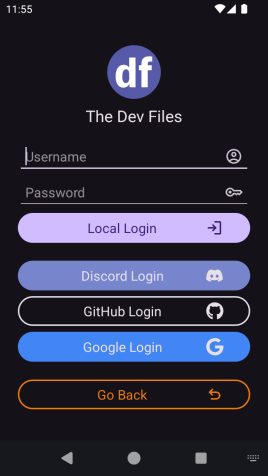 11:55
df
The Dev Files
Username
Password
Local Login
Discord Login
GitHub Login
Google Login
Go Back